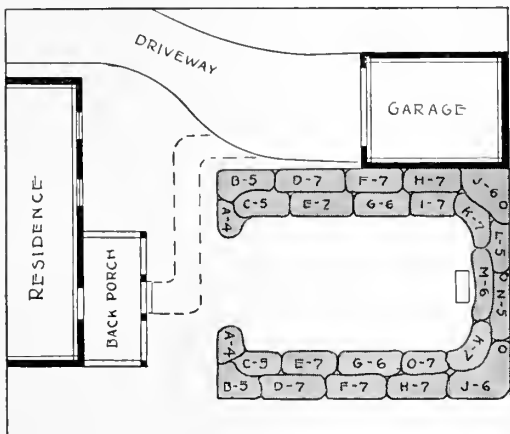 DRIVEWAY
GARAGE
RESIDENCE
BACK PORCH
B-5 D-7 F-7 H-7 J-6
A-4 C-5 E-7 G-6 I-7 K-7
L-5
M-6
N-5
A-4 C-5 E-7 G-6 O-7 K-7
B-5 D-7 F-7 H-7 J-6